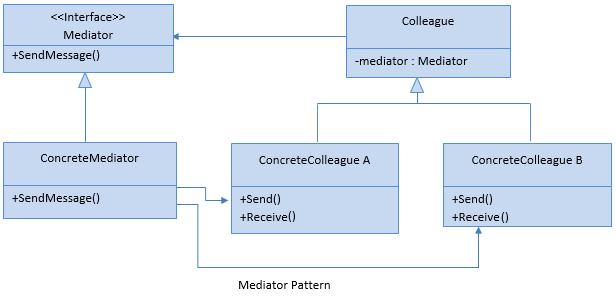 <<Interface>>
Mediator
+SendMessage()
Colleague
-mediator : Mediator
ConcreteMediator
+SendMessage()
ConcreteColleague A
+Send()
+Receive()
ConcreteColleague B
+Send()
+Receive()
Mediator Pattern